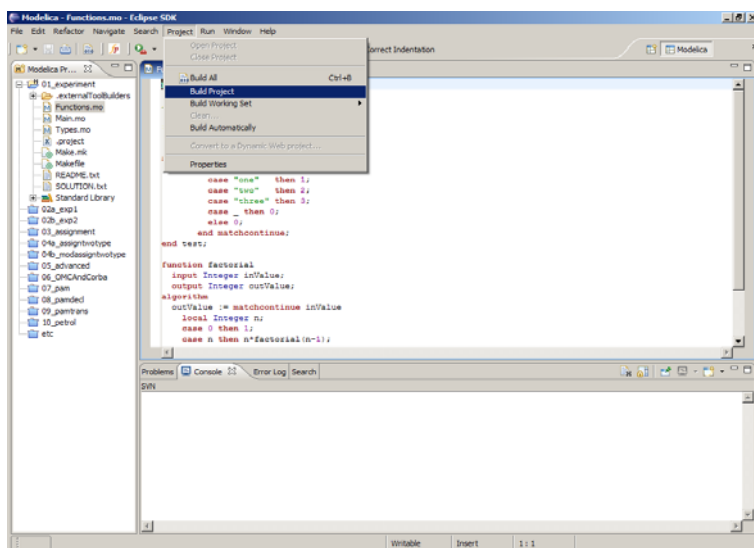 Modelica - Functions.mo - Eclipse SDK
File Edit Refactor Navigate Search Project Run Window Help
Open Project
Close Project
Build All Ctrl+B
Build Project
Build Working Set
Clean...
Build Automatically
Convert to a Dynamic Web project...
Properties
Correct Indentation
Modelica
Modelica Pr...
01_experiment
.externalToolBuilders
Functions.mo
Main.mo
Types.mo
.project
Make.mk
Makefile
README.txt
SOLUTION.txt
Standard Library
02a_exp1
02b_exp2
03_assignment
04a_assigntwotype
04b_modassigntwotype
05_advanced
06_OMCAndCorba
07_pam
08_pamdecl
09_pamtrans
10_petrol
etc
case "one" then 1;
case "two" then 2;
case "three" then 3;
case _ then 0;
else 0;
end matchcontinue;
end test;
function factorial
input Integer inValue;
output Integer outValue;
algorithm
outValue := matchcontinue inValue
local Integer n;
case 0 then 1;
case n then n*factorial(n-1);
Problems Console Error Log Search
SVN
Writable Insert 1 : 1